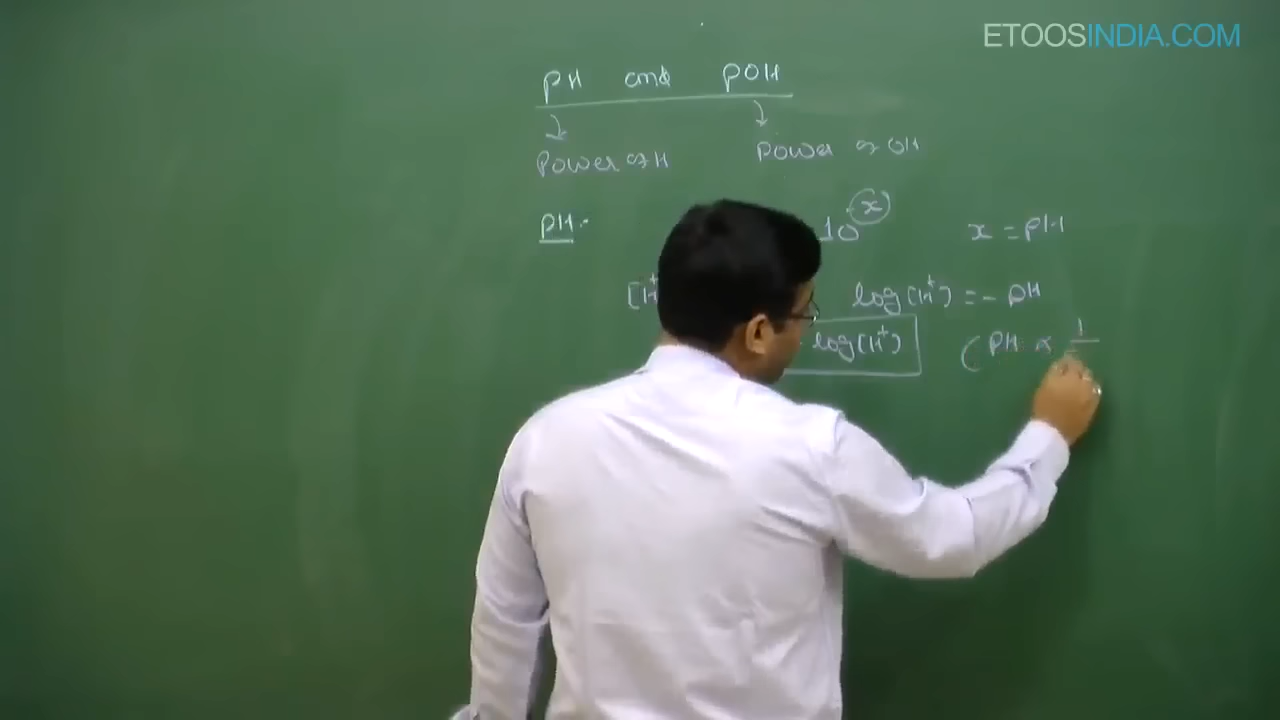 ETOOSINDIA.COM
PH and POH
Power of H Power of OH
PH 10 x x = PH
[H+ log[H+] = - PH
log[H+] ( PH ∝ 1